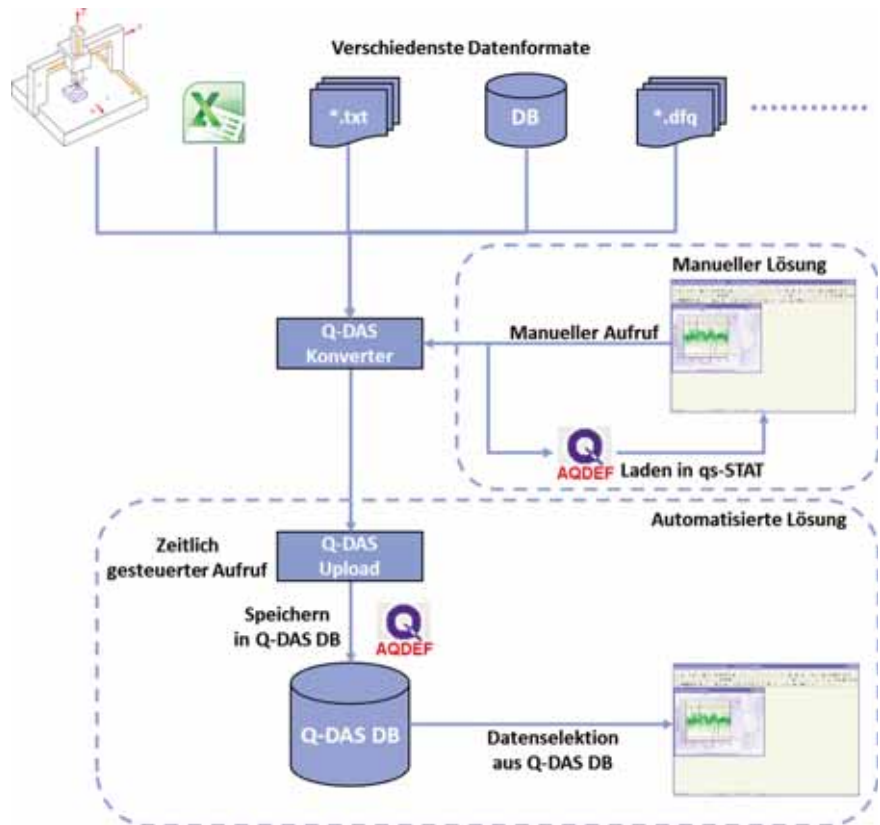 Verschiedenste Datenformate
*.txt
DB
*.dfq
Manueller Lösung
Q-DAS
Konverter
Manueller Aufruf
Q
AQDEF
Laden in qs-STAT
Automatisierte Lösung
Zeitlich
gesteuerter Aufruf
Q-DAS
Upload
Speichern
in Q-DAS DB
Q
AQDEF
Q-DAS DB
Datenselektion
aus Q-DAS DB